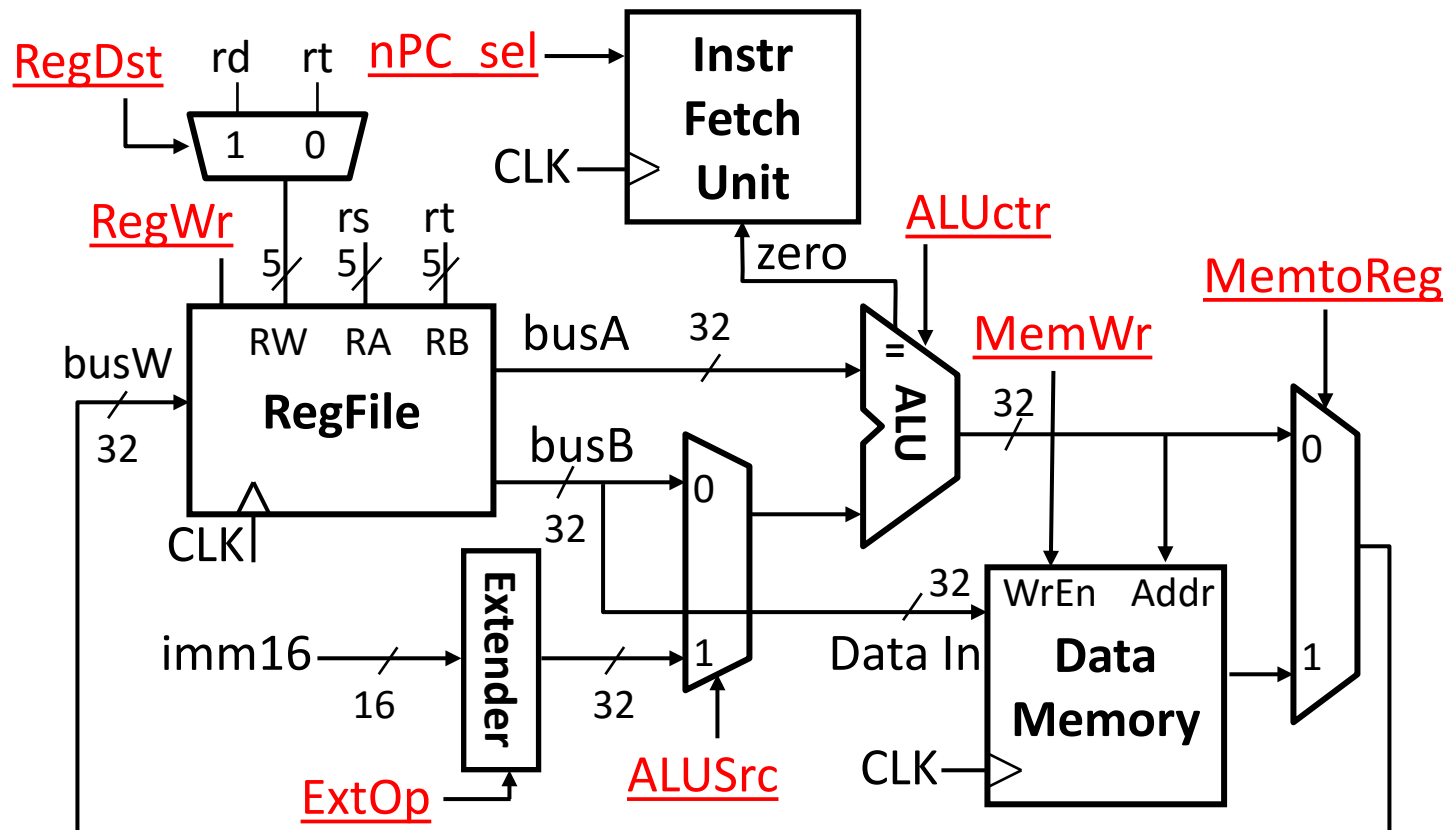 RegDst
rd
rt
nPC_sel
Instr
Fetch
Unit
1
0
CLK
RegWr
rs
rt
ALUctr
zero
5
5
5
MemtoReg
RW
RA
RB
busA
32
=
MemWr
busW
RegFile
ALU
32
32
busB
0
0
32
CLK
Extender
32
WrEn
Addr
imm16
1
Data In
Data
Memory
1
16
32
CLK
ALUSrc
ExtOp